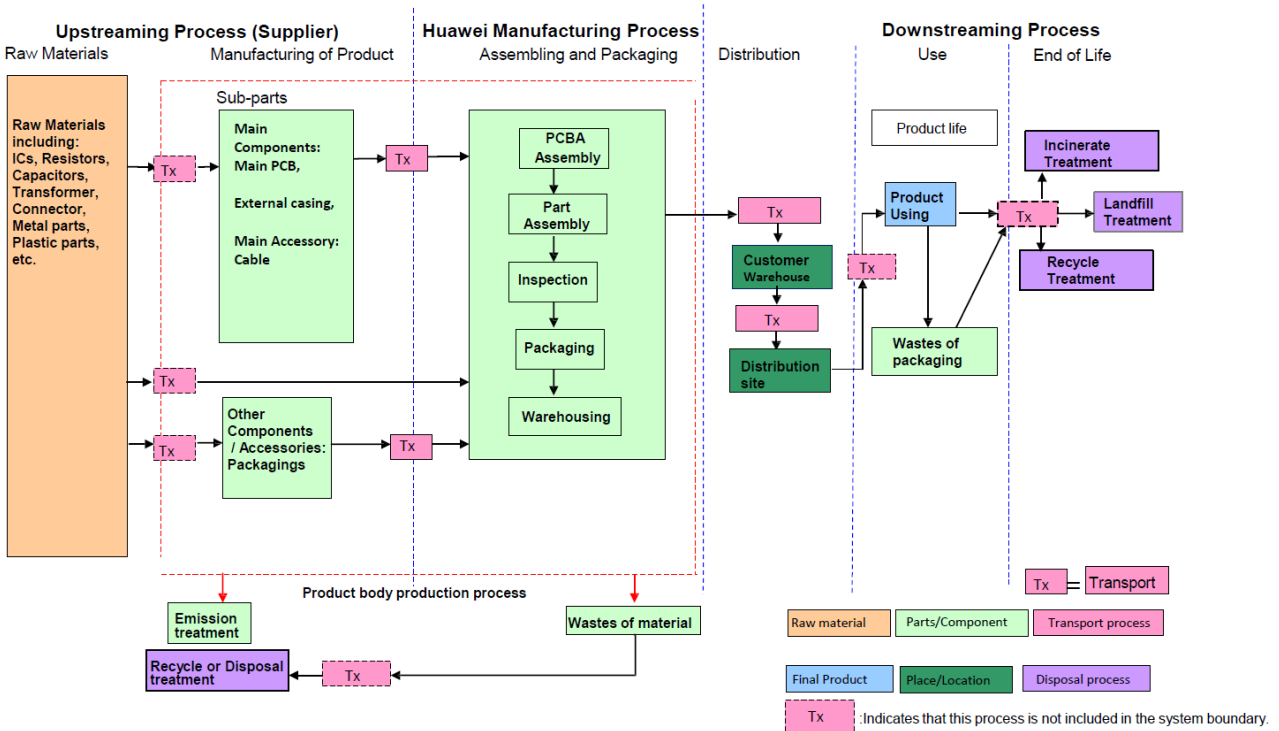 Upstreaming Process (Supplier)
Huawei Manufacturing Process
Downstreaming Process
Raw Materials
Manufacturing of Product
Assembling and Packaging
Distribution
Use
End of Life
Raw Materials
including:
ICs, Resistors,
Capacitors,
Transformer,
Connector,
Metal parts,
Plastic parts,
etc.
Tx
Tx
Tx
Sub-parts
Main
Components:
Main PCB,
External casing,
Main Accessory:
Cable
Other
Components
/ Accessories:
Packagings
Tx
Tx
PCBA
Assembly
Part
Assembly
Inspection
Packaging
Warehousing
Tx
Customer
Warehouse
Tx
Distribution
site
Tx
Product life
Product
Using
Wastes of
packaging
Tx
Incinerate
Treatment
Landfill
Treatment
Recycle
Treatment
Product body production process
Emission
treatment
Wastes of material
Recycle or Disposal
treatment
Tx
Tx = Transport
Raw material
Parts/Component
Transport process
Final Product
Place/Location
Disposal process
Tx :Indicates that this process is not included in the system boundary.